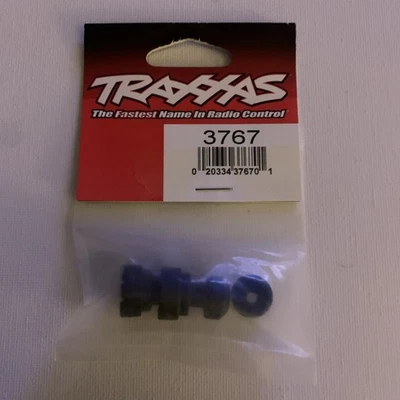 TRAXXAS
The Fastest Name In Radio Control
3767
0 20334 37670 1